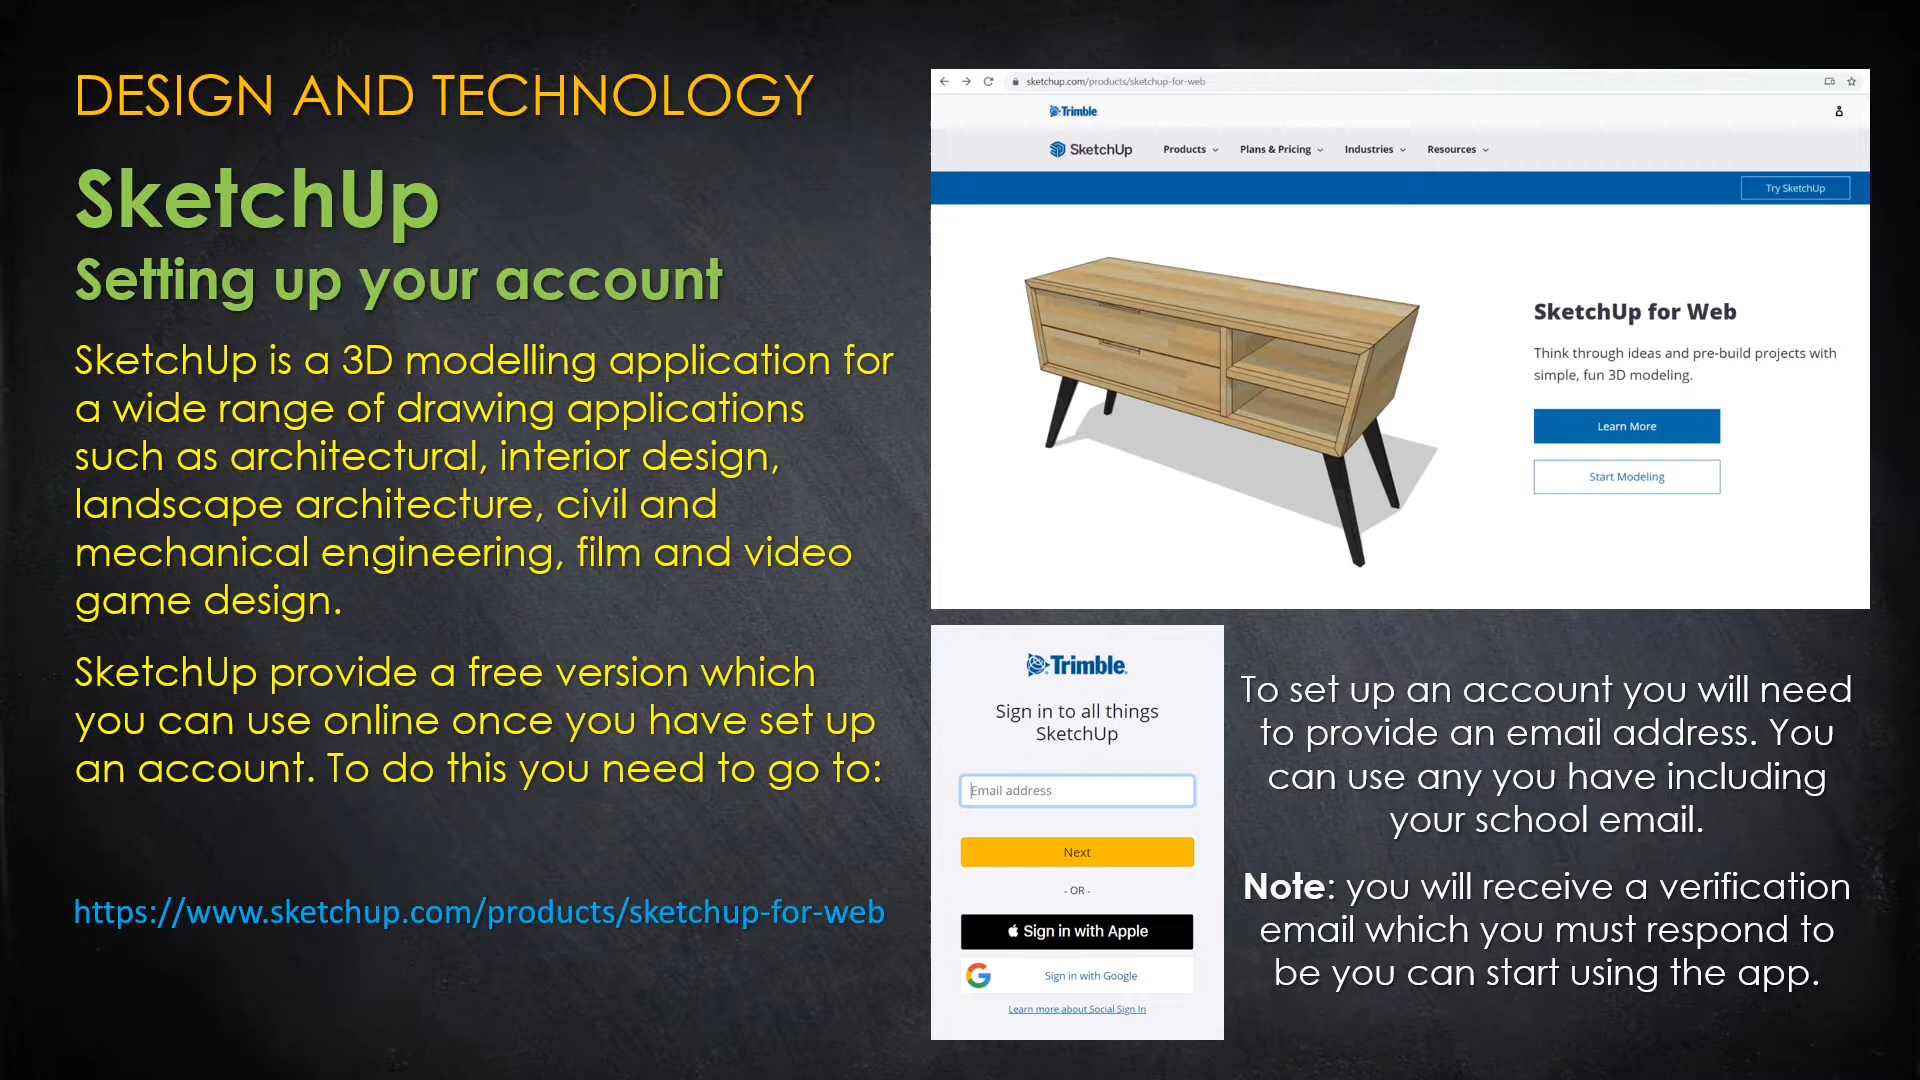 DESIGN AND TECHNOLOGY
SketchUp
Setting up your account
SketchUp is a 3D modelling application for
a wide range of drawing applications
such as architectural, interior design,
landscape architecture, civil and
mechanical engineering, film and video
game design.
SketchUp provide a free version which
you can use online once you have set up
an account. To do this you need to go to:
https://www.sketchup.com/products/sketchup-for-web
sketchup.com/products/sketchup-for-web
Trimble
SketchUp Products Plans & Pricing Industries Resources
Try SketchUp
SketchUp for Web
Think through ideas and pre-build projects with
simple, fun 3D modeling.
Learn More
Start Modeling
Trimble
Sign in to all things
SketchUp
Email address
Next
- OR -
Sign in with Apple
Sign in with Google
Learn more about Social Sign In
To set up an account you will need
to provide an email address. You
can use any you have including
your school email.
Note: you will receive a verification
email which you must respond to
be you can start using the app.